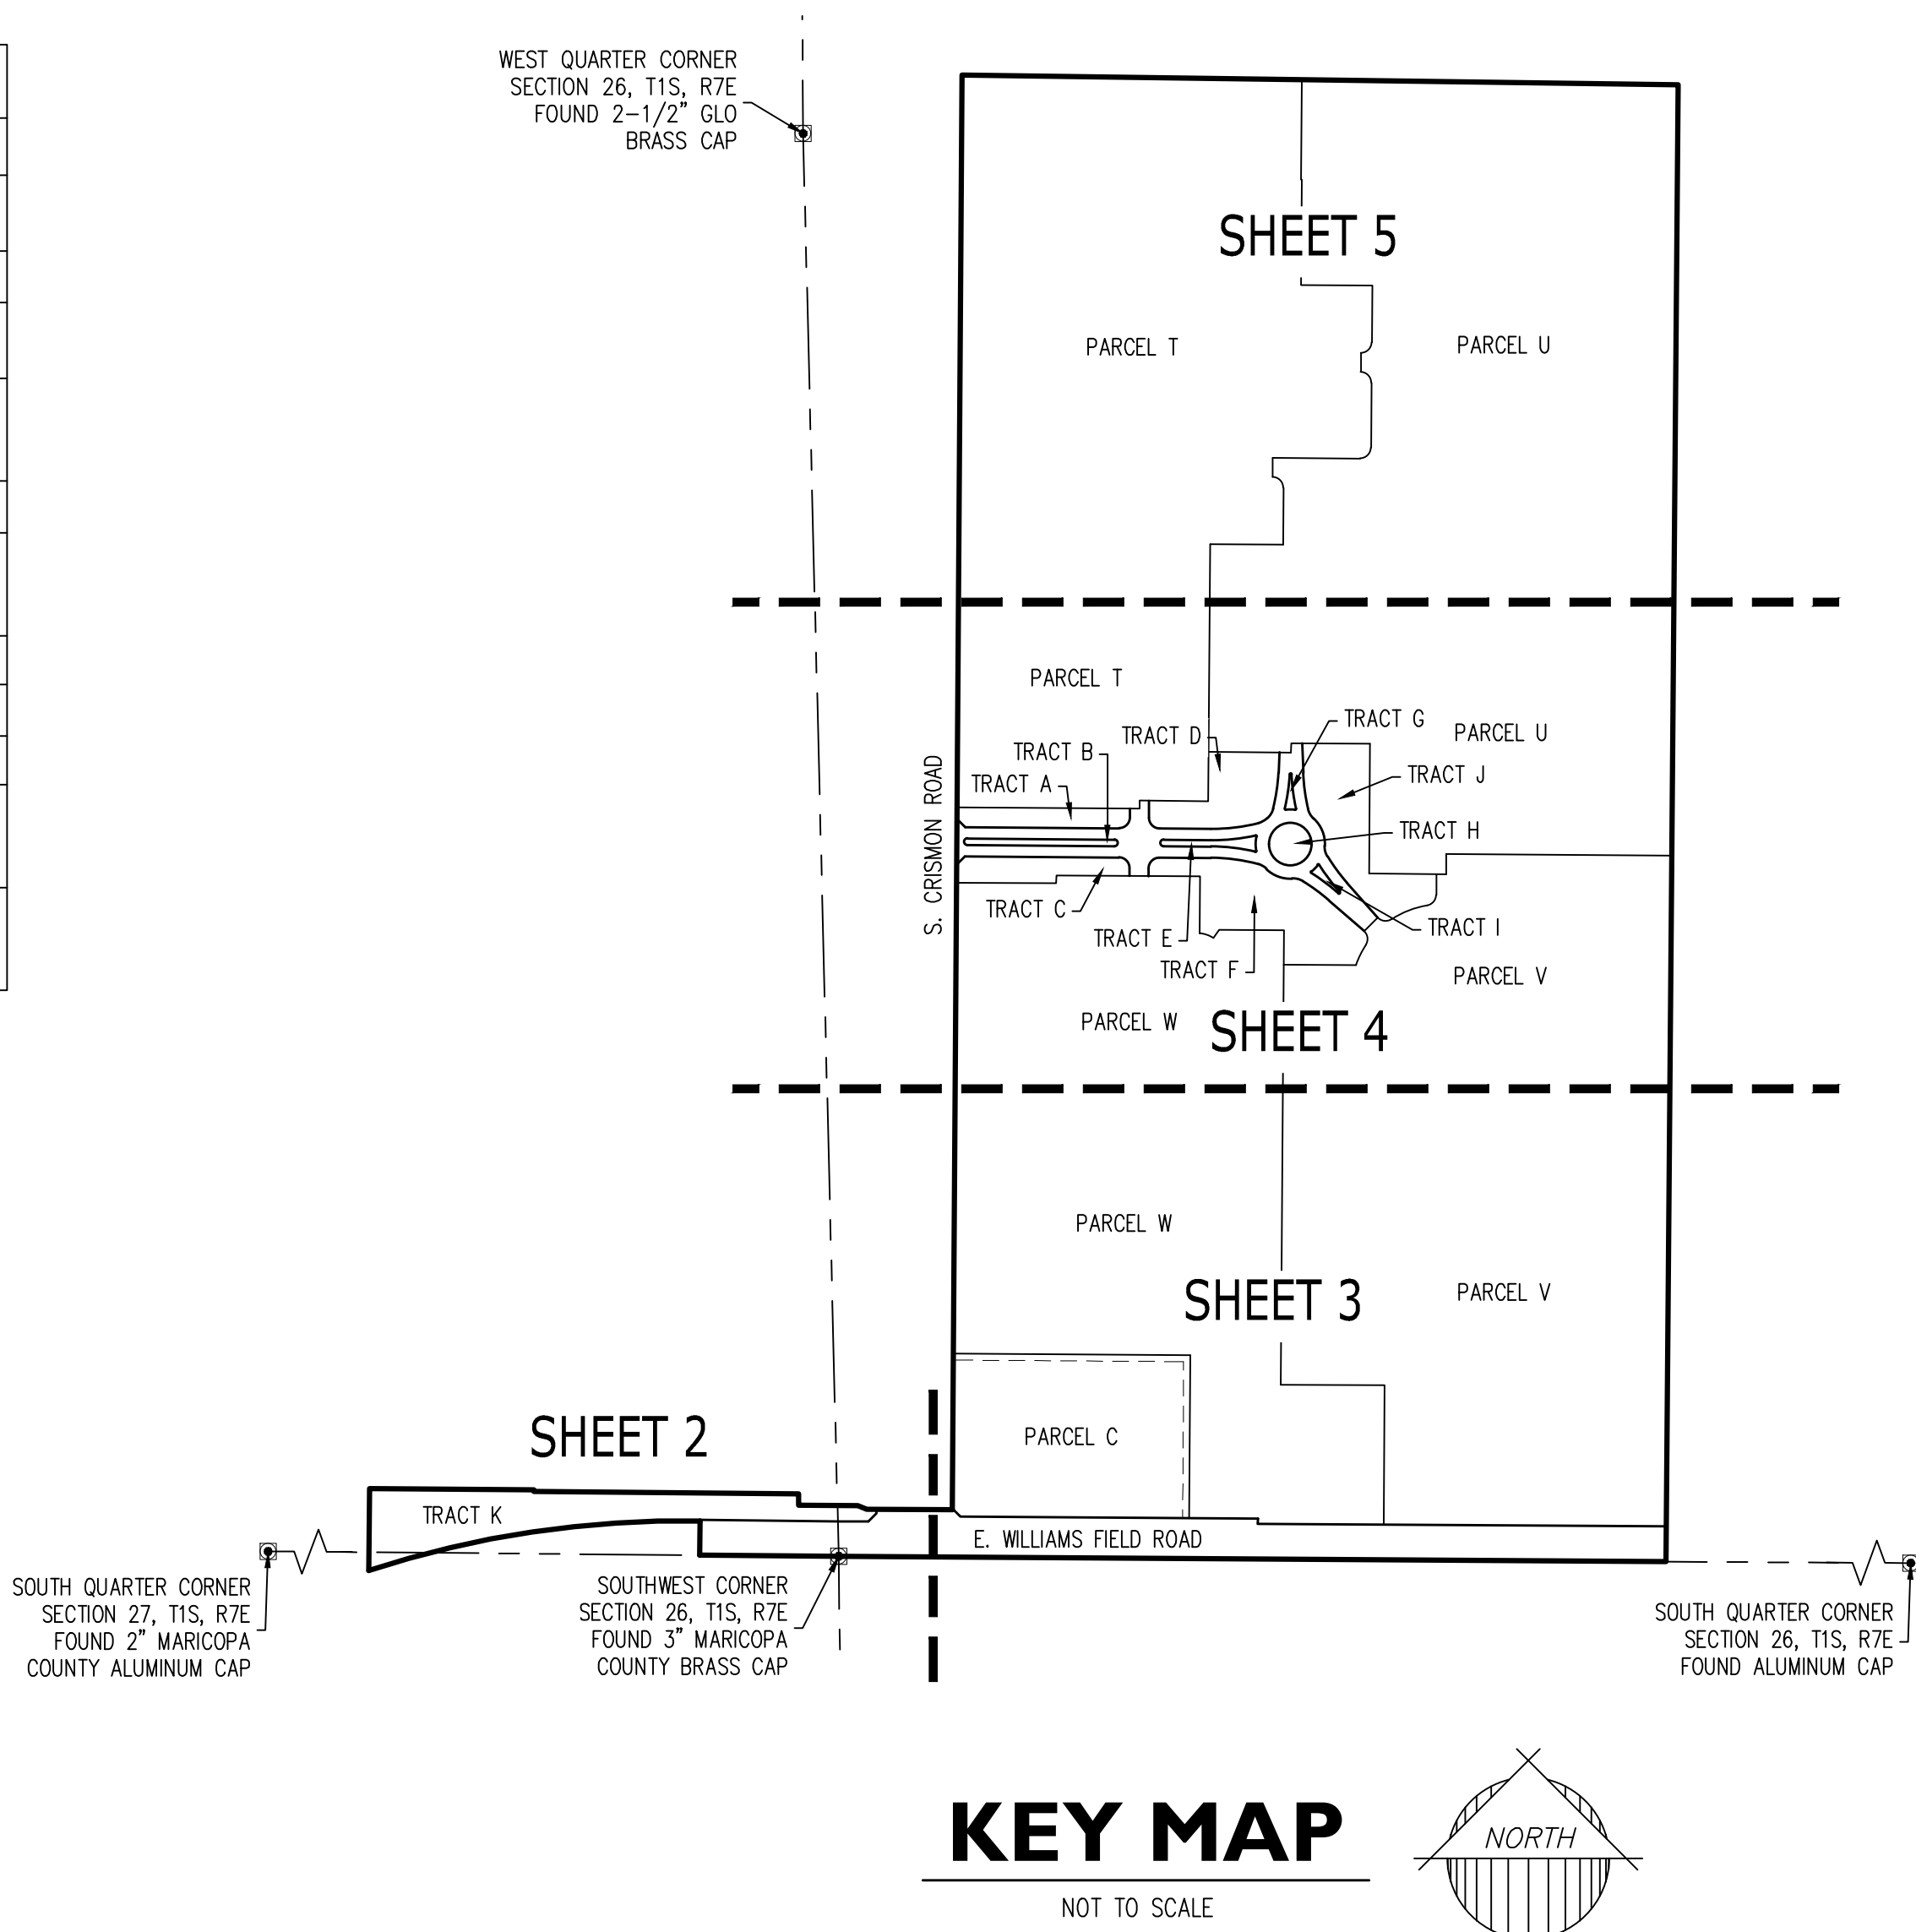 WEST QUARTER CORNER
SECTION 26, T1S, R7E
FOUND 2-1/2" GLO
BRASS CAP
SHEET 5
PARCEL T
PARCEL U
PARCEL T
TRACT G
PARCEL U
TRACT D
TRACT B
TRACT J
TRACT A
TRACT H
S. CRISMON ROAD
TRACT C
TRACT I
TRACT E
TRACT F
PARCEL V
PARCEL W
SHEET 4
PARCEL W
SHEET 3
PARCEL V
SHEET 2
PARCEL C
TRACT K
E. WILLIAMS FIELD ROAD
SOUTH QUARTER CORNER
SECTION 27, T1S, R7E
FOUND 2" MARICOPA
COUNTY ALUMINUM CAP
SOUTHWEST CORNER
SECTION 26, T1S, R7E
FOUND 3" MARICOPA
COUNTY BRASS CAP
SOUTH QUARTER CORNER
SECTION 26, T1S, R7E
FOUND ALUMINUM CAP
KEY MAP
NOT TO SCALE
NORTH